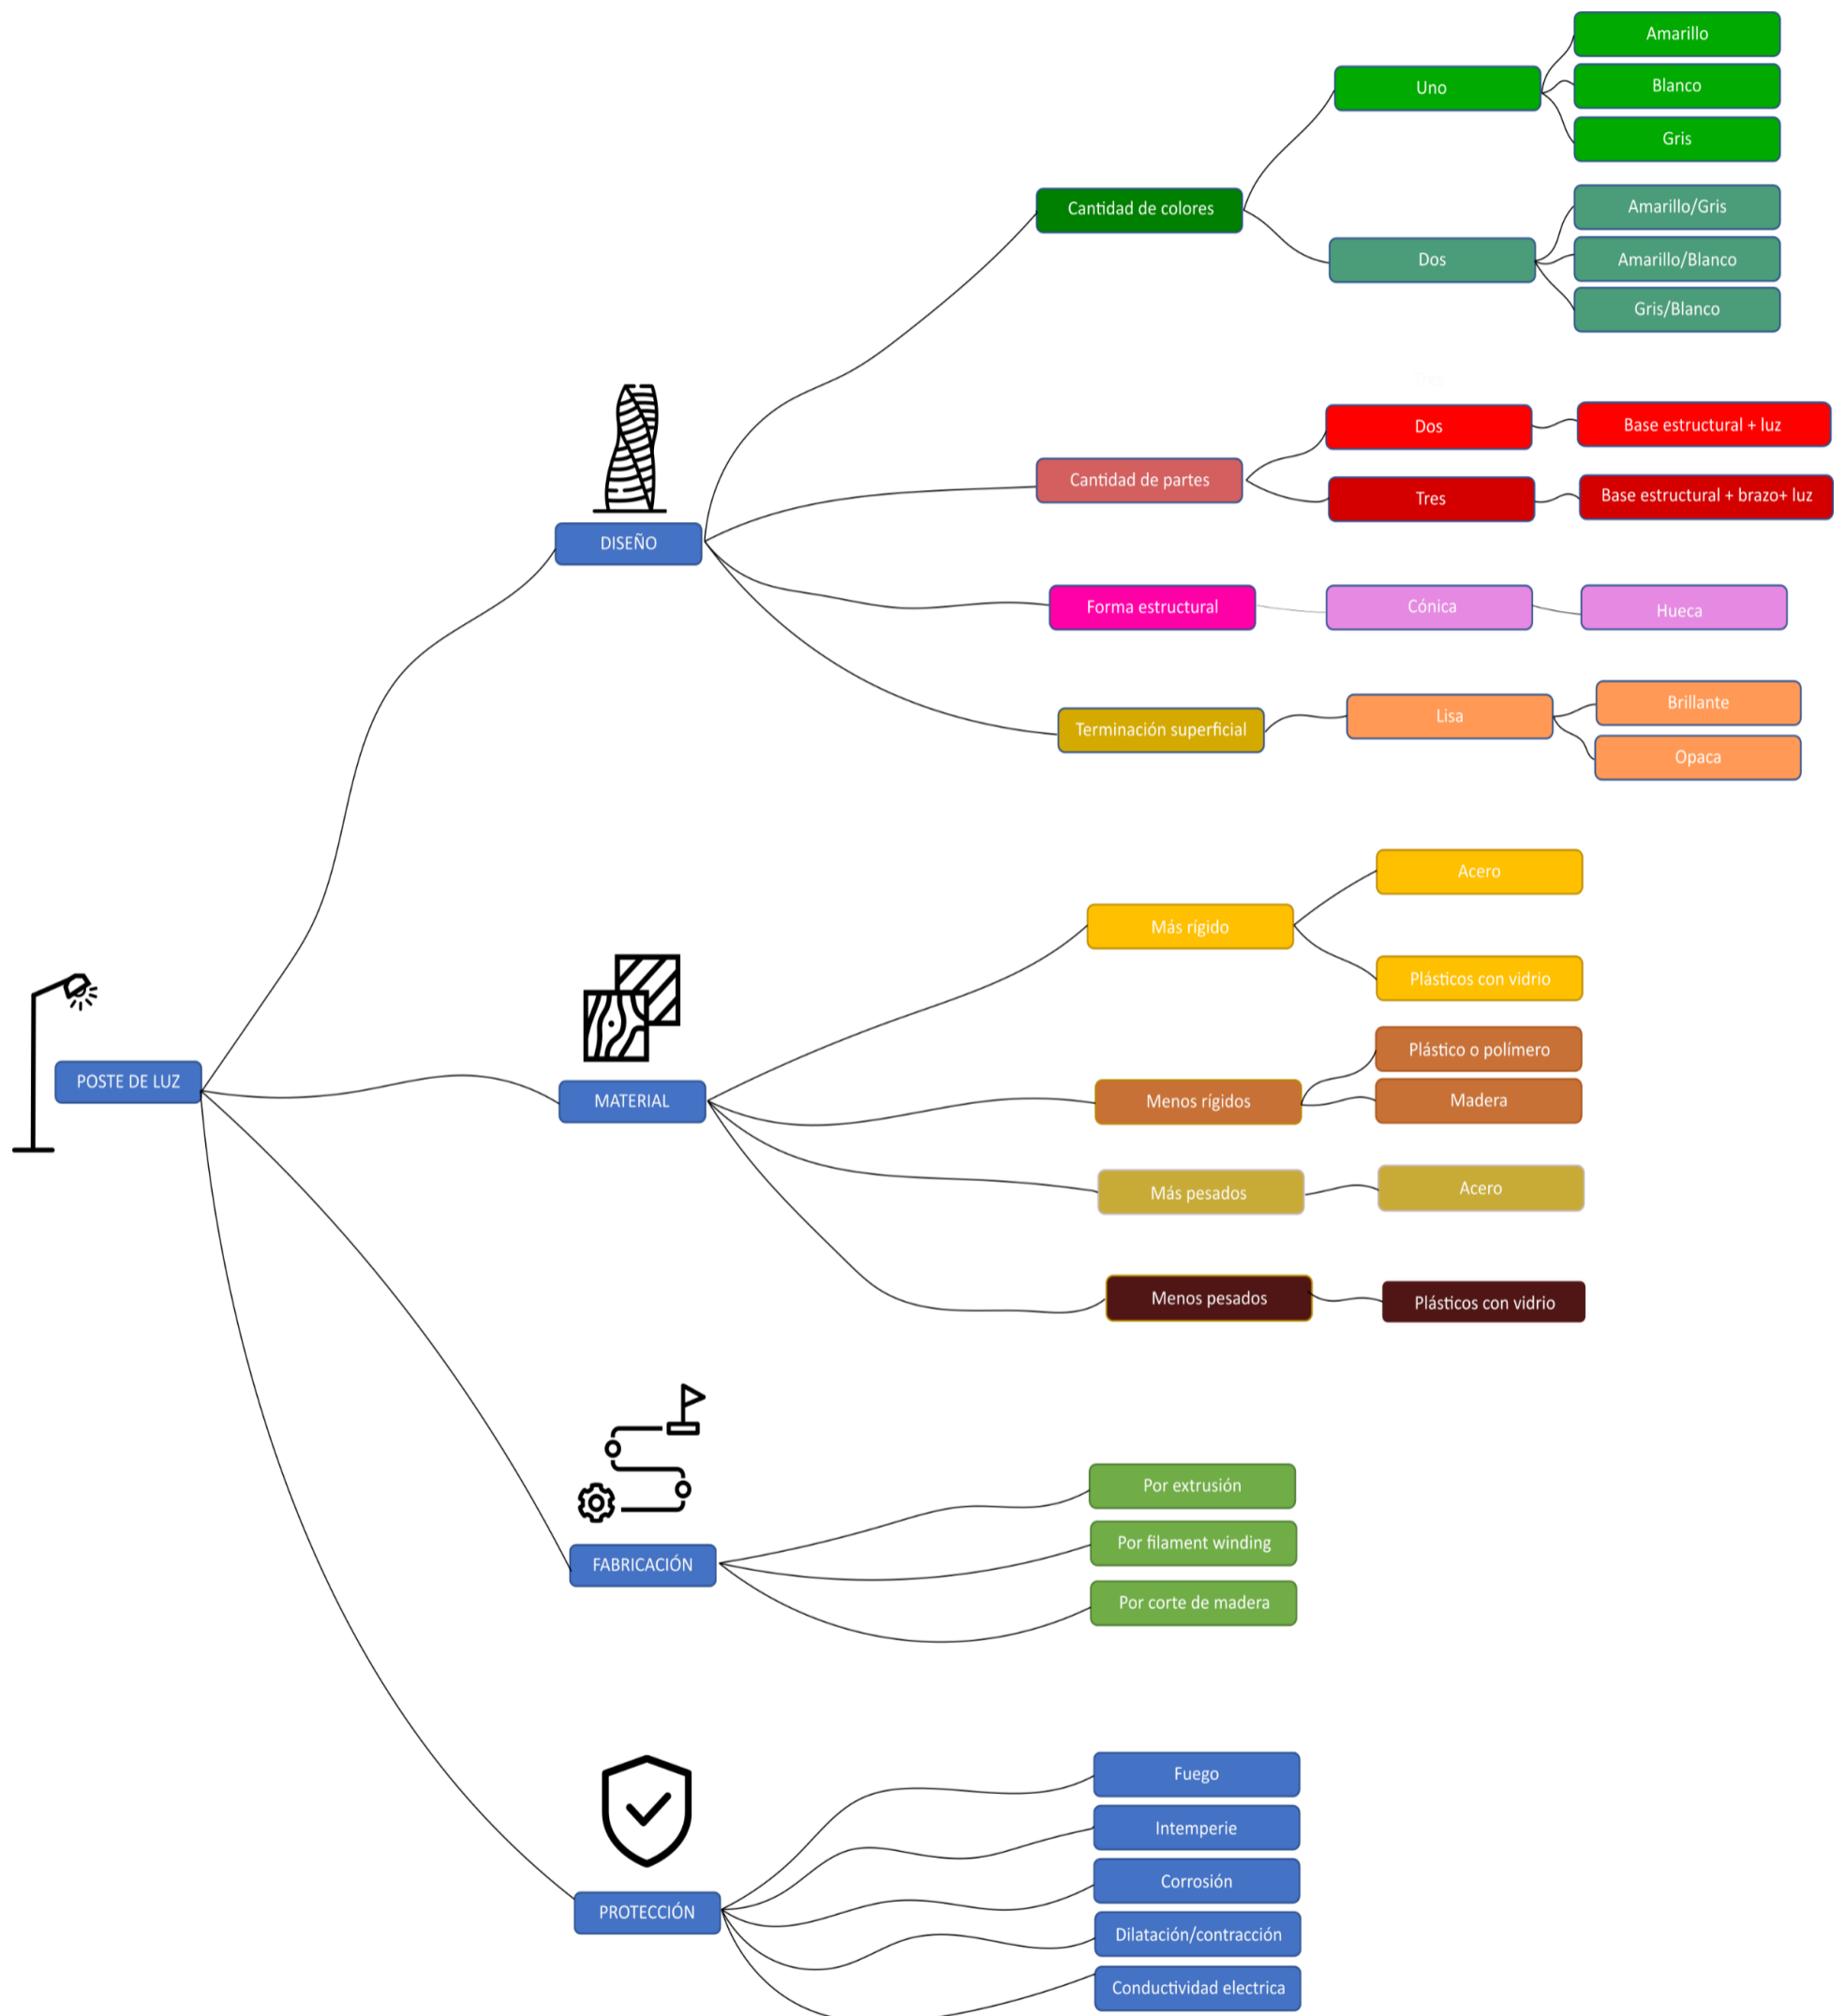 POSTE DE LUZ
DISEÑO
Cantidad de colores
Uno
Amarillo
Blanco
Gris
Dos
Amarillo/Gris
Amarillo/Blanco
Gris/Blanco
Cantidad de partes
Tres
Dos
Base estructural + luz
Tres
Base estructural + brazo+ luz
Forma estructural
Cónica
Hueca
Terminación superficial
Lisa
Brillante
Opaca
MATERIAL
Más rígido
Acero
Plásticos con vidrio
Menos rígidos
Plástico o polímero
Madera
Más pesados
Acero
Menos pesados
Plásticos con vidrio
FABRICACIÓN
Por extrusión
Por filament winding
Por corte de madera
PROTECCIÓN
Fuego
Intemperie
Corrosión
Dilatación/contracción
Conductividad electrica